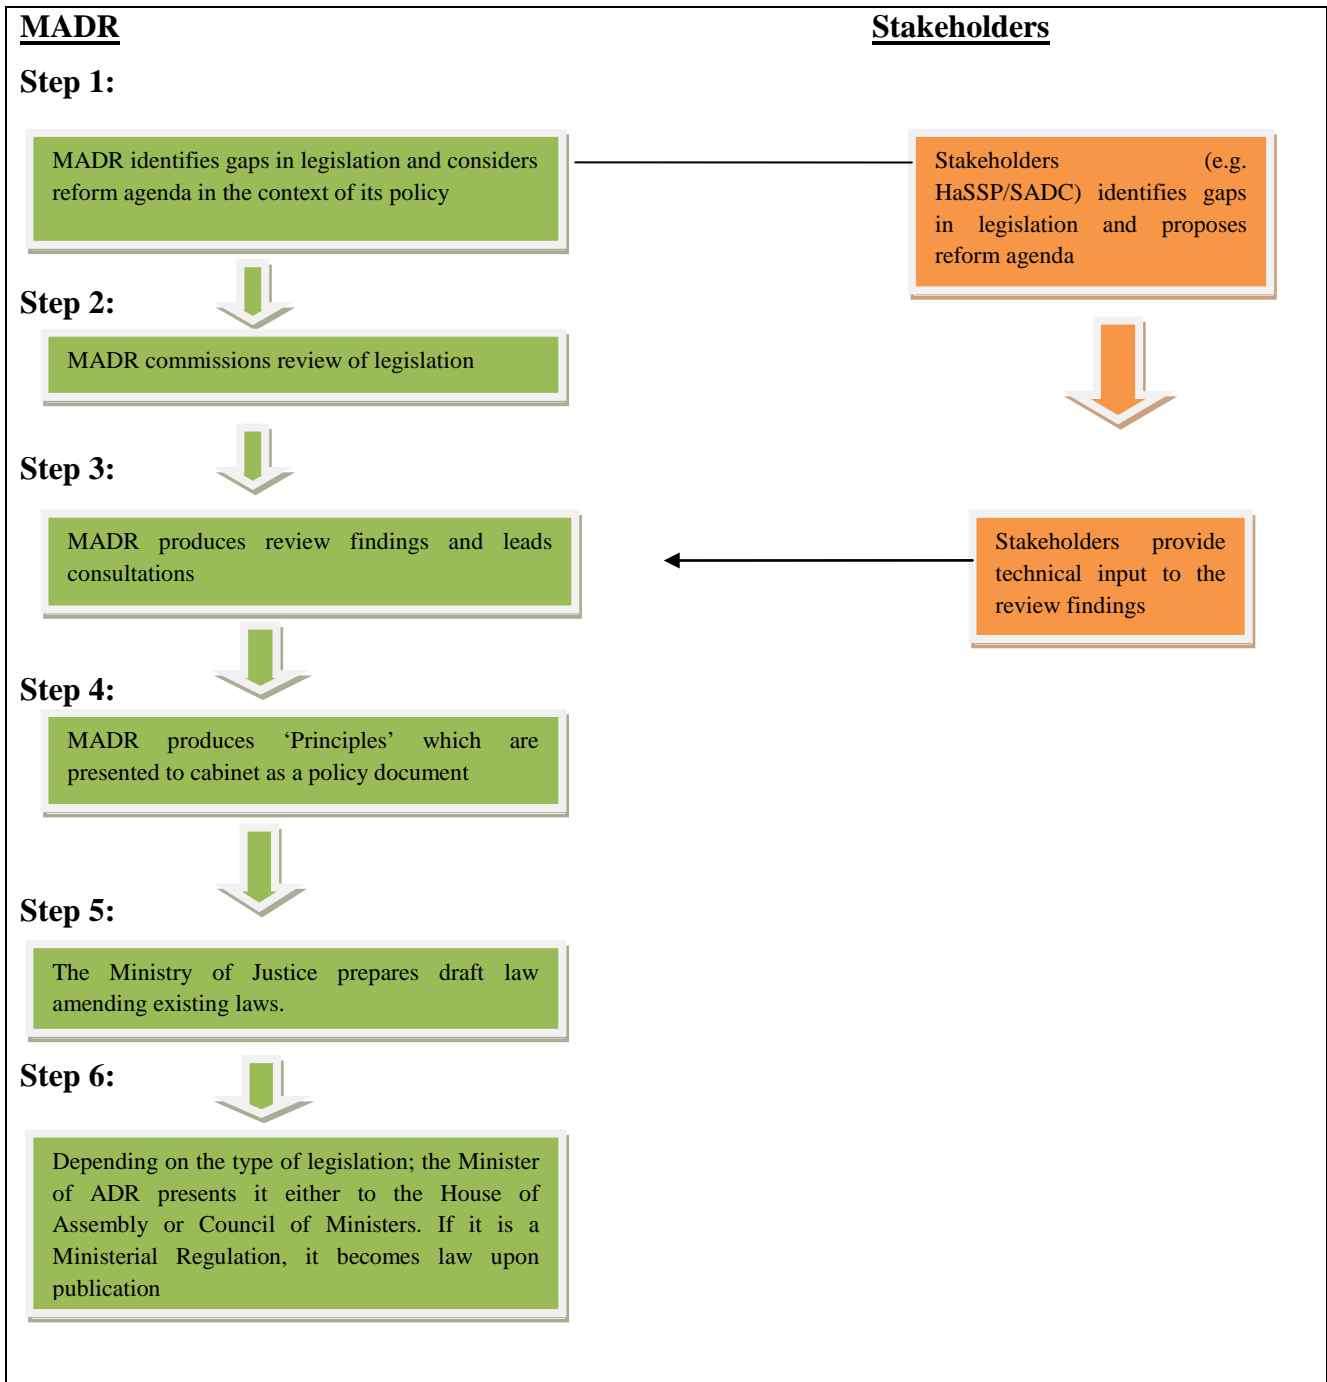 MADR
Stakeholders
Step 1:
MADR identifies gaps in legislation and considers
reform agenda in the context of its policy
Stakeholders (e.g.
HaSSP/SADC) identifies gaps
in legislation and proposes
reform agenda
Step 2:
MADR commissions review of legislation
Step 3:
MADR produces review findings and leads
consultations
Stakeholders provide
technical input to the
review findings
Step 4:
MADR produces ‘Principles’ which are
presented to cabinet as a policy document
Step 5:
The Ministry of Justice prepares draft law
amending existing laws.
Step 6:
Depending on the type of legislation; the Minister
of ADR presents it either to the House of
Assembly or Council of Ministers. If it is a
Ministerial Regulation, it becomes law upon
publication